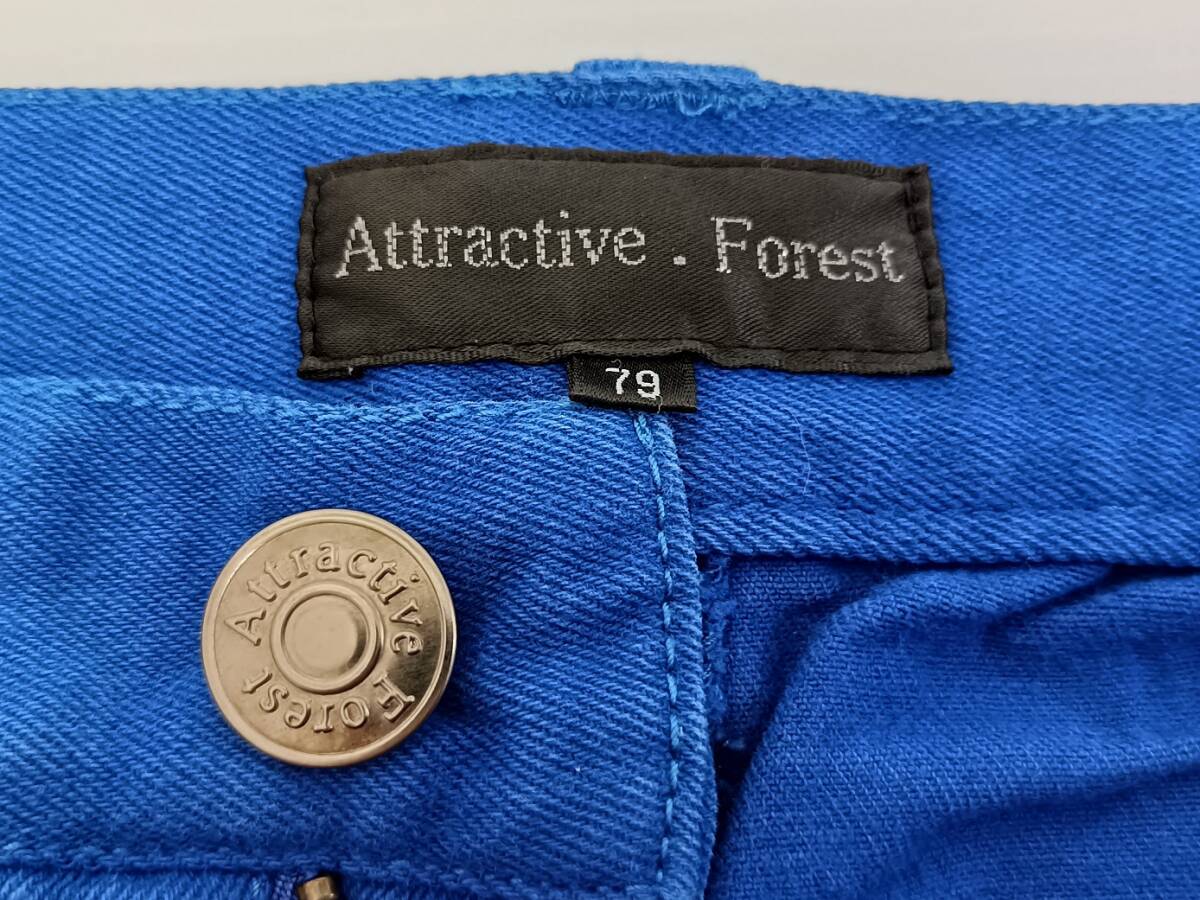 Attractive . Forest
79
Attractive Forest